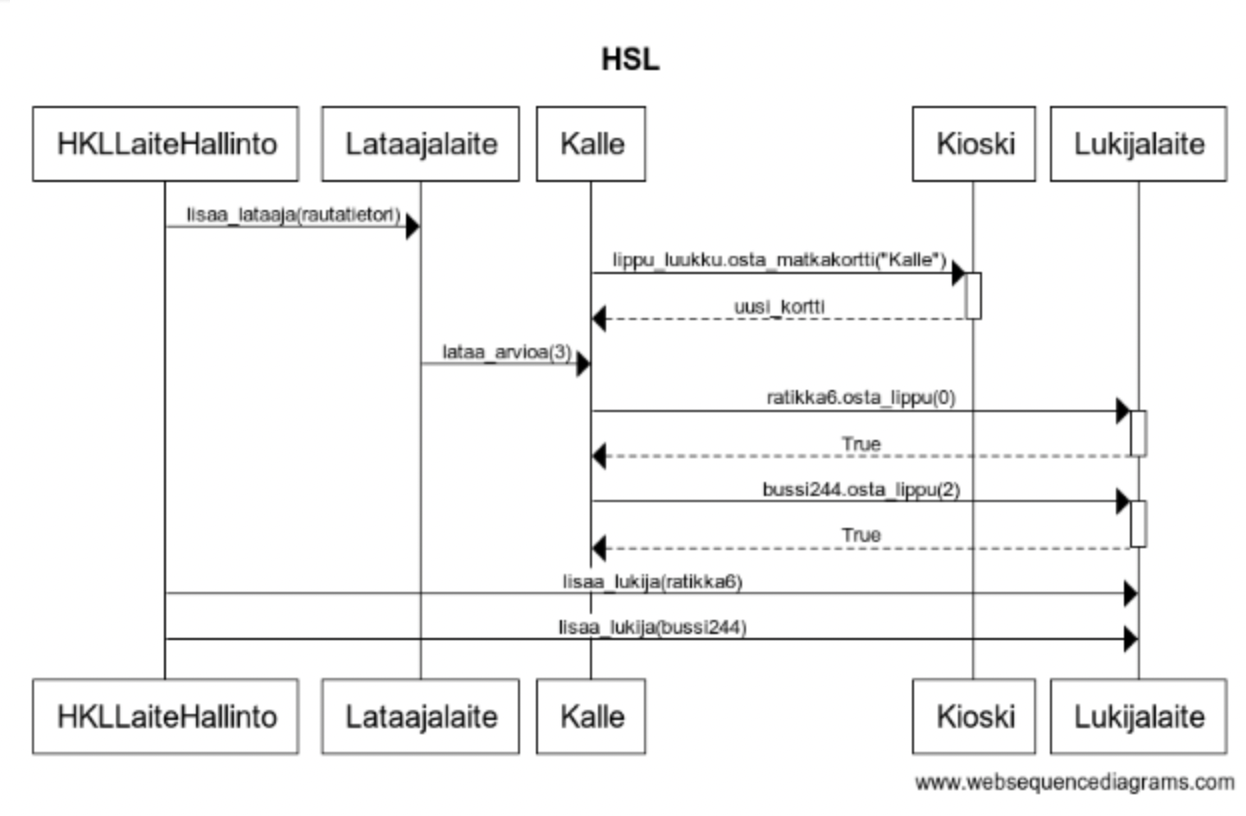 HSL
HKLLaiteHallinto Lataajalaite Kalle Kioski Lukijalaite
lisaa_lataaja(rautatietori)
lippu_luukku.osta_matkakortti("Kalle")
uusi_kortti
lataa_arvioa(3)
ratikka6.osta_lippu(0)
True
bussi244.osta_lippu(2)
True
lisaa_lukija(ratikka6)
lisaa_lukija(bussi244)
HKLLaiteHallinto Lataajalaite Kalle Kioski Lukijalaite
www.websequencediagrams.com